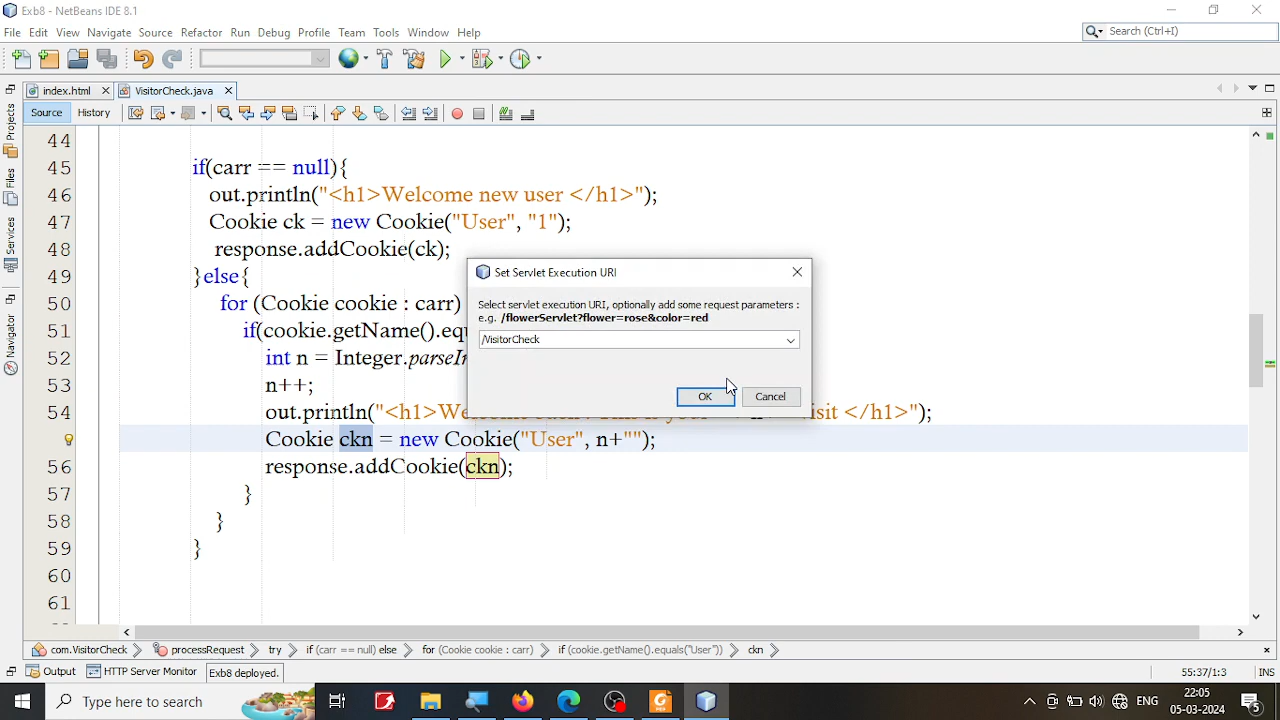 Exb8 - NetBeans IDE 8.1
File Edit View Navigate Source Refactor Run Debug Profile Team Tools Window Help
Search (Ctrl+I)
index.html
VisitorCheck.java
Source History
Projects
Files
Services
Navigator
44
45 if(carr == null){
46 out.println("<h1>Welcome new user </h1>");
47 Cookie ck = new Cookie("User", "1");
48 response.addCookie(ck);
49 }else{
50 for (Cookie cookie : carr)
51 if(cookie.getName().equ
52 int n = Integer.parseIn
53 n++;
54 out.println("<h1>We
visit </h1>");
Cookie ckn = new Cookie("User", n+"");
56 response.addCookie(ckn);
57 }
58 }
59 }
60
61
Set Servlet Execution URI
Select servlet execution URI, optionally add some request parameters :
e.g. /flowerServlet?flower=rose&color=red
/VisitorCheck
OK
Cancel
com.VisitorCheck processRequest try if (carr == null) else for (Cookie cookie : carr) if (cookie.getName().equals("User")) ckn
Output HTTP Server Monitor Exb8 deployed.
55:37/1:3 INS
Type here to search
ENG
22:05
05-03-2024
5